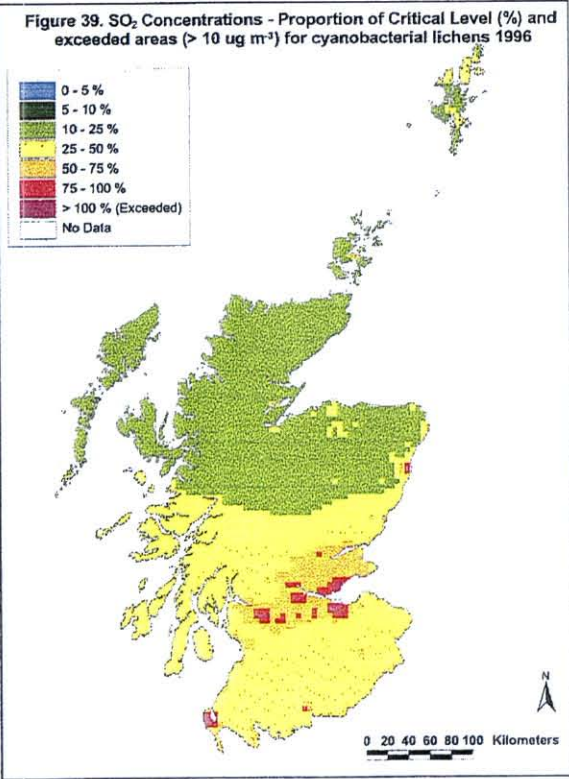 Figure 39. SO₂ Concentrations - Proportion of Critical Level (%) and
exceeded areas (> 10 ug m⁻³) for cyanobacterial lichens 1996
0 - 5 %
5 - 10 %
10 - 25 %
25 - 50 %
50 - 75 %
75 - 100 %
> 100 % (Exceeded)
No Data
N
0 20 40 60 80 100 Kilometers